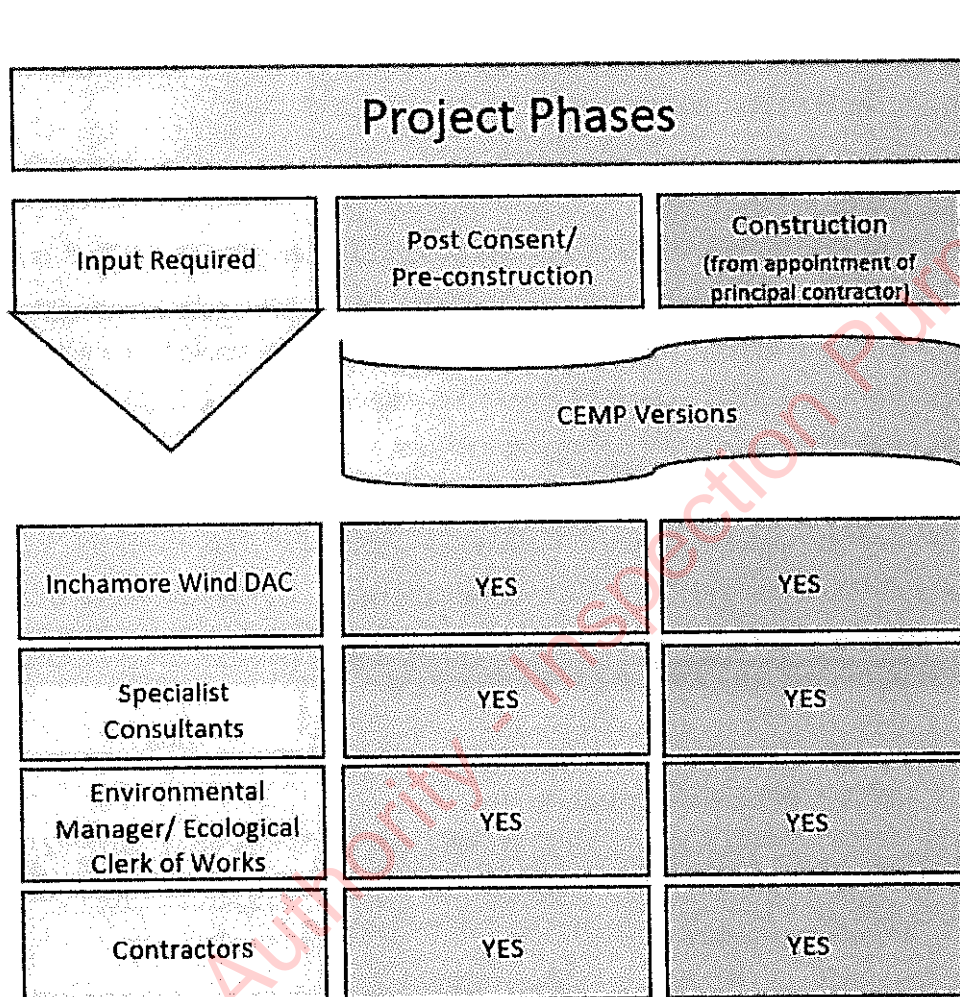 Project Phases
Input Required
Post Consent/
Pre-construction
Construction
(from appointment of
principal contractor)
CEMP Versions
Inchamore Wind DAC
YES
YES
Specialist
Consultants
YES
YES
Environmental
Manager/ Ecological
Clerk of Works
YES
YES
Contractors
YES
YES
Authority - Inspection Pur